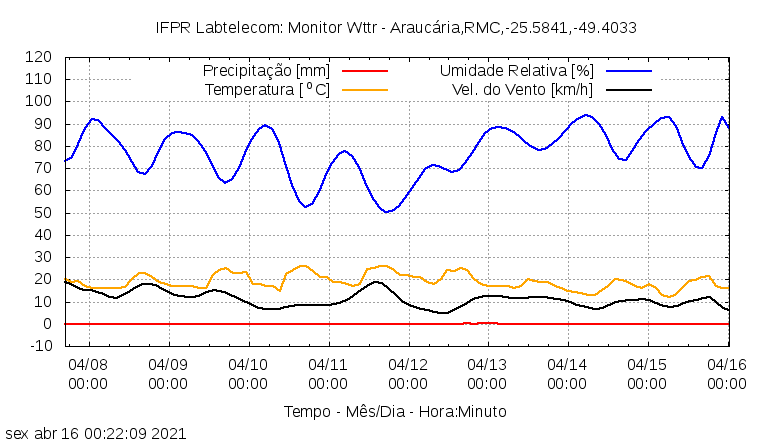 IFPR Labtelecom: Monitor Wttr - Araucária,RMC,-25.5841,-49.4033
Precipitação [mm]
Temperatura [⁰C]
Umidade Relativa [%]
Vel. do Vento [km/h]
120
110
100
90
80
70
60
50
40
30
20
10
0
-10
04/08 04/09 04/10 04/11 04/12 04/13 04/14 04/15 04/16
00:00 00:00 00:00 00:00 00:00 00:00 00:00 00:00 00:00
Tempo - Mês/Dia - Hora:Minuto
sex abr 16 00:22:09 2021